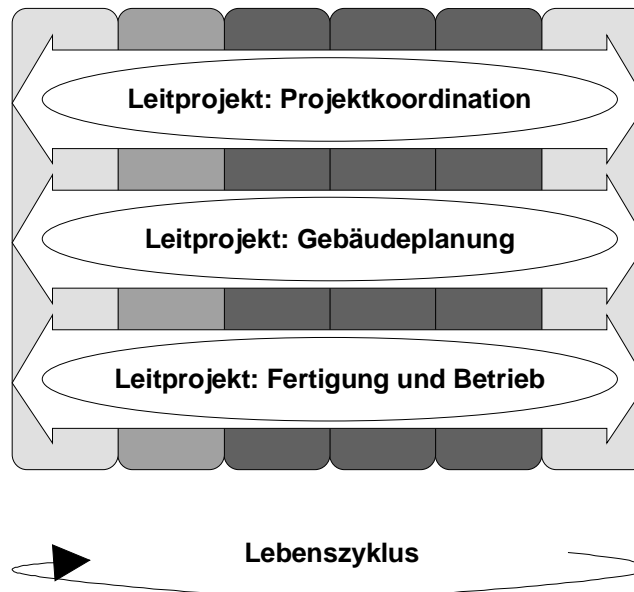 Leitprojekt: Projektkoordination
Leitprojekt: Gebäudeplanung
Leitprojekt: Fertigung und Betrieb
Lebenszyklus